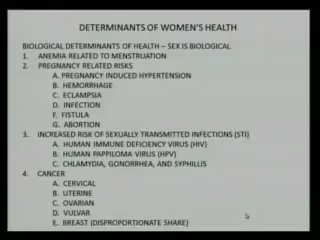 DETERMINANTS OF WOMEN'S HEALTH
BIOLOGICAL DETERMINANTS OF HEALTH – SEX IS BIOLOGICAL
1. ANEMIA RELATED TO MENSTRUATION
2. PREGNANCY RELATED RISKS
A. PREGNANCY INDUCED HYPERTENSION
B. HEMORRHAGE
C. ECLAMPSIA
D. INFECTION
F. FISTULA
G. ABORTION
3. INCREASED RISK OF SEXUALLY TRANSMITTED INFECTIONS (STI)
A. HUMAN IMMUNE DEFICIENCY VIRUS (HIV)
B. HUMAN PAPPILOMA VIRUS (HPV)
C. CHLAMYDIA, GONORRHEA, AND SYPHILLIS
4. CANCER
A. CERVICAL
B. UTERINE
C. OVARIAN
D. VULVAR
E. BREAST (DISPROPORTIONATE SHARE)